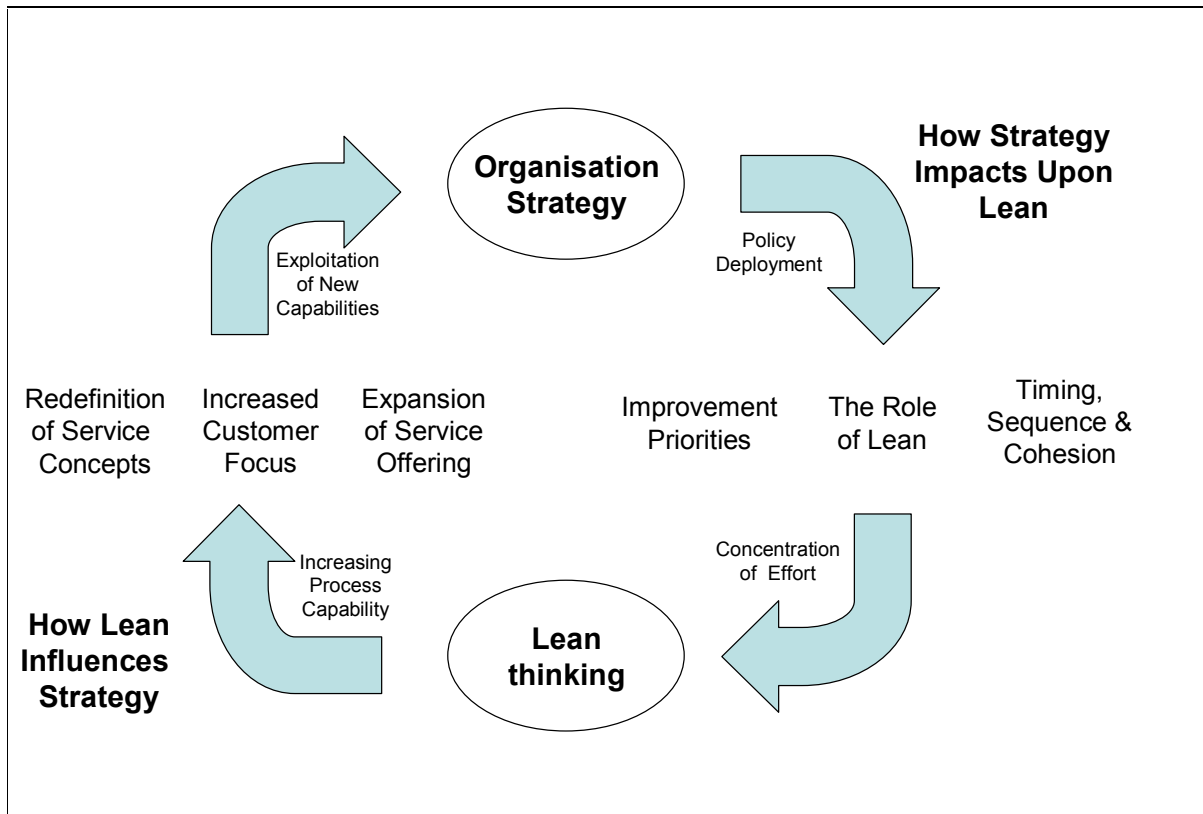 Organisation
Strategy
How Strategy
Impacts Upon
Lean
Policy
Deployment
Exploitation
of New
Capabilities
Redefinition
of Service
Concepts
Increased
Customer
Focus
Expansion
of Service
Offering
Improvement
Priorities
The Role
of Lean
Timing,
Sequence &
Cohesion
Concentration
of Effort
Increasing
Process
Capability
How Lean
Influences
Strategy
Lean
thinking